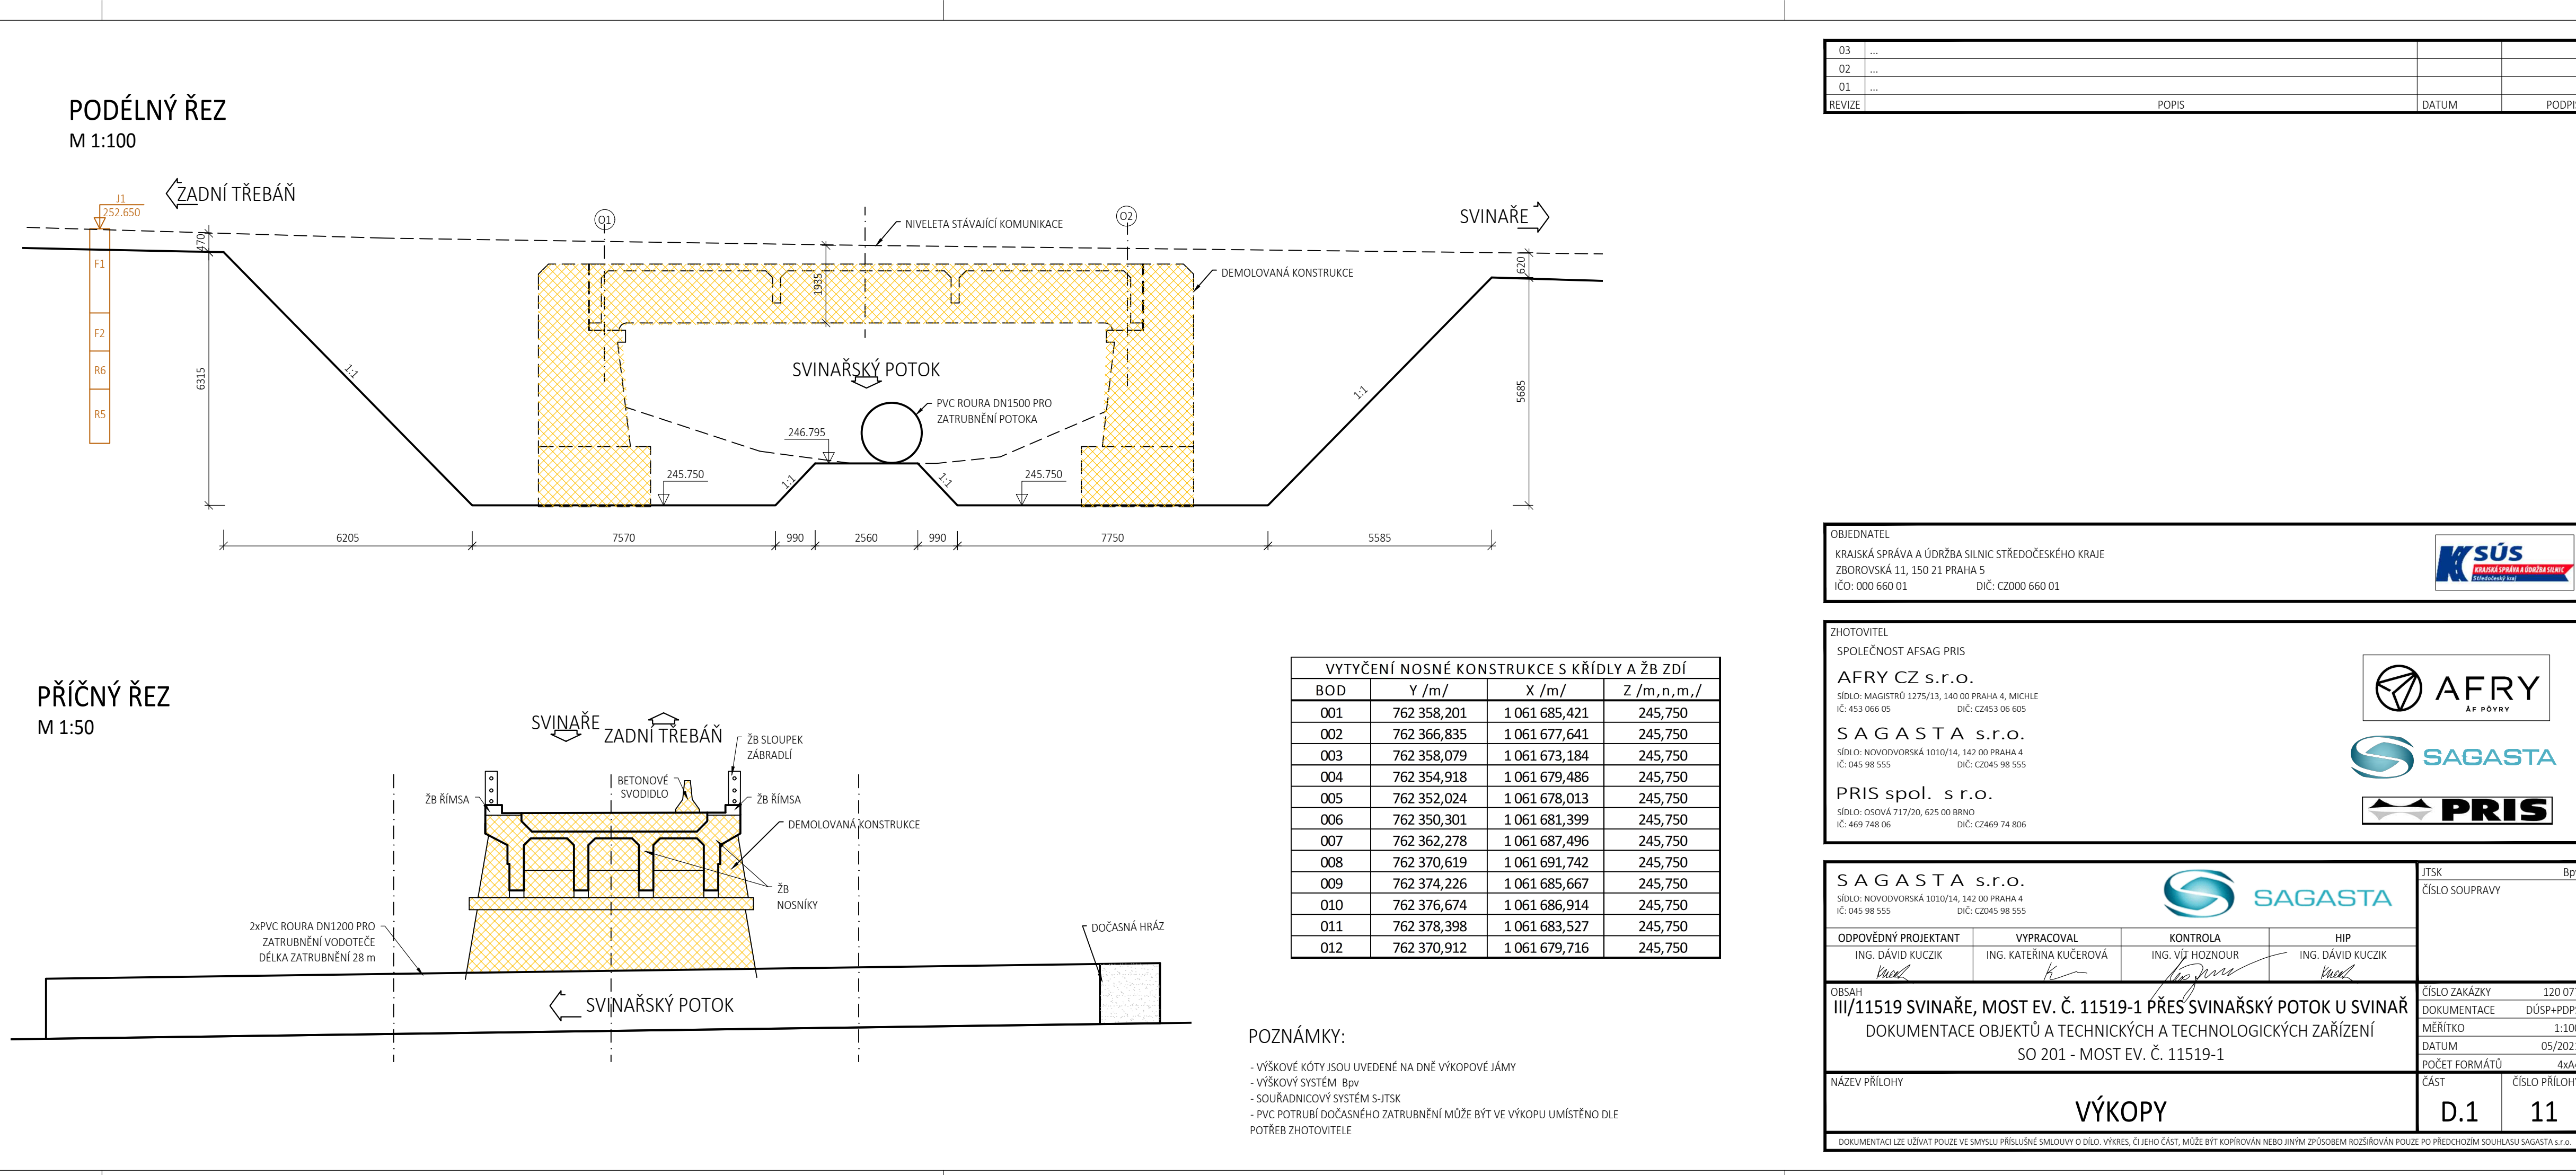 PODÉLNÝ ŘEZ
M 1:100
ZADNÍ TŘEBÁŇ
SVINAŘE
J1
252.650
F1
F2
R6
R5
470
6315
1:1
O1
O2
NIVELETA STÁVAJÍCÍ KOMUNIKACE
1935
DEMOLOVANÁ KONSTRUKCE
620
5685
1:1
SVINAŘSKÝ POTOK
PVC ROURA DN1500 PRO
ZATRUBNĚNÍ POTOKA
246.795
245.750
245.750
1:1
1:1
6205
7570
990
2560
990
7750
5585
PŘÍČNÝ ŘEZ
M 1:50
SVINAŘE
ZADNÍ TŘEBÁŇ
ŽB SLOUPEK
ZÁBRADLÍ
BETONOVÉ
SVODIDLO
ŽB ŘÍMSA
ŽB ŘÍMSA
DEMOLOVANÁ KONSTRUKCE
ŽB
NOSNÍKY
2xPVC ROURA DN1200 PRO
ZATRUBNĚNÍ VODOTEČE
DÉLKA ZATRUBNĚNÍ 28 m
DOČASNÁ HRÁZ
SVINAŘSKÝ POTOK
VYTYČENÍ NOSNÉ KONSTRUKCE S KŘÍDLY A ŽB ZDÍ
BOD Y /m/ X /m/ Z /m,n,m,/
001 762 358,201 1 061 685,421 245,750
002 762 366,835 1 061 677,641 245,750
003 762 358,079 1 061 673,184 245,750
004 762 354,918 1 061 679,486 245,750
005 762 352,024 1 061 678,013 245,750
006 762 350,301 1 061 681,399 245,750
007 762 362,278 1 061 687,496 245,750
008 762 370,619 1 061 691,742 245,750
009 762 374,226 1 061 685,667 245,750
010 762 376,674 1 061 686,914 245,750
011 762 378,398 1 061 683,527 245,750
012 762 370,912 1 061 679,716 245,750
POZNÁMKY:
- VÝŠKOVÉ KÓTY JSOU UVEDENÉ NA DNĚ VÝKOPOVÉ JÁMY
- VÝŠKOVÝ SYSTÉM Bpv
- SOUŘADNICOVÝ SYSTÉM S-JTSK
- PVC POTRUBÍ DOČASNÉHO ZATRUBNĚNÍ MŮŽE BÝT VE VÝKOPU UMÍSTĚNO DLE
POTŘEB ZHOTOVITELE
03 ...
02 ...
01 ...
REVIZE POPIS DATUM PODPI
OBJEDNATEL
KRAJSKÁ SPRÁVA A ÚDRŽBA SILNIC STŘEDOČESKÉHO KRAJE
ZBOROVSKÁ 11, 150 21 PRAHA 5
IČO: 000 660 01 DIČ: CZ000 660 01
KSÚS
KRAJSKÁ SPRÁVA A ÚDRŽBA SILNIC
Středočeský kraj
ZHOTOVITEL
SPOLEČNOST AFSAG PRIS
AFRY CZ s.r.o.
SÍDLO: MAGISTRŮ 1275/13, 140 00 PRAHA 4, MICHLE
IČ: 453 066 05 DIČ: CZ453 06 605
AFRY
ÅF PÖYRY
SAGASTA s.r.o.
SÍDLO: NOVODVORSKÁ 1010/14, 142 00 PRAHA 4
IČ: 045 98 555 DIČ: CZ045 98 555
SAGASTA
PRIS spol. s r.o.
SÍDLO: OSOVÁ 717/20, 625 00 BRNO
IČ: 469 748 06 DIČ: CZ469 74 806
PRIS
SAGASTA s.r.o.
SÍDLO: NOVODVORSKÁ 1010/14, 142 00 PRAHA 4
IČ: 045 98 555 DIČ: CZ045 98 555
SAGASTA
JTSK Bpv
ČÍSLO SOUPRAVY
ODPOVĚDNÝ PROJEKTANT VYPRACOVAL KONTROLA HIP
ING. DÁVID KUCZIK ING. KATEŘINA KUČEROVÁ ING. VÍT HOZNOUR ING. DÁVID KUCZIK
OBSAH
III/11519 SVINAŘE, MOST EV. Č. 11519-1 PŘES SVINAŘSKÝ POTOK U SVINAŘ
DOKUMENTACE OBJEKTŮ A TECHNICKÝCH A TECHNOLOGICKÝCH ZAŘÍZENÍ
SO 201 - MOST EV. Č. 11519-1
ČÍSLO ZAKÁZKY 120 07
DOKUMENTACE DÚSP+PDP
MĚŘÍTKO 1:100
DATUM 05/202
POČET FORMÁTŮ 4xA4
NÁZEV PŘÍLOHY
VÝKOPY
ČÁST
D.1
ČÍSLO PŘÍLOHY
11
DOKUMENTACI LZE UŽÍVAT POUZE VE SMYSLU PŘÍSLUŠNÉ SMLOUVY O DÍLO. VÝKRES, ČI JEHO ČÁST, MŮŽE BÝT KOPÍROVÁN NEBO JINÝM ZPŮSOBEM ROZŠIŘOVÁN POUZE PO PŘEDCHOZÍM SOUHLASU SAGASTA s.r.o.